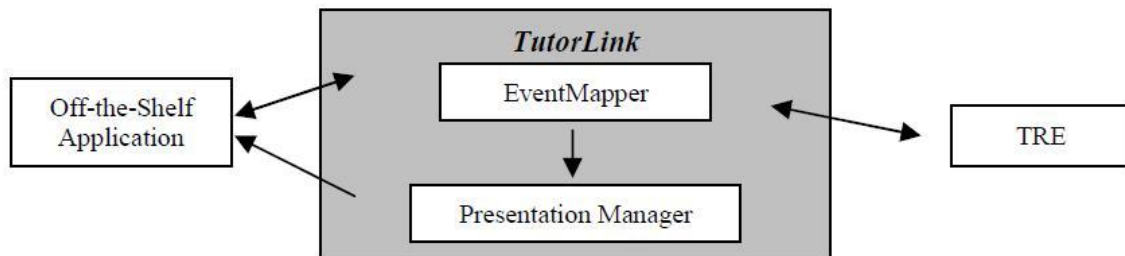 TutorLink
Off-the-Shelf
Application
EventMapper
TRE
Presentation Manager